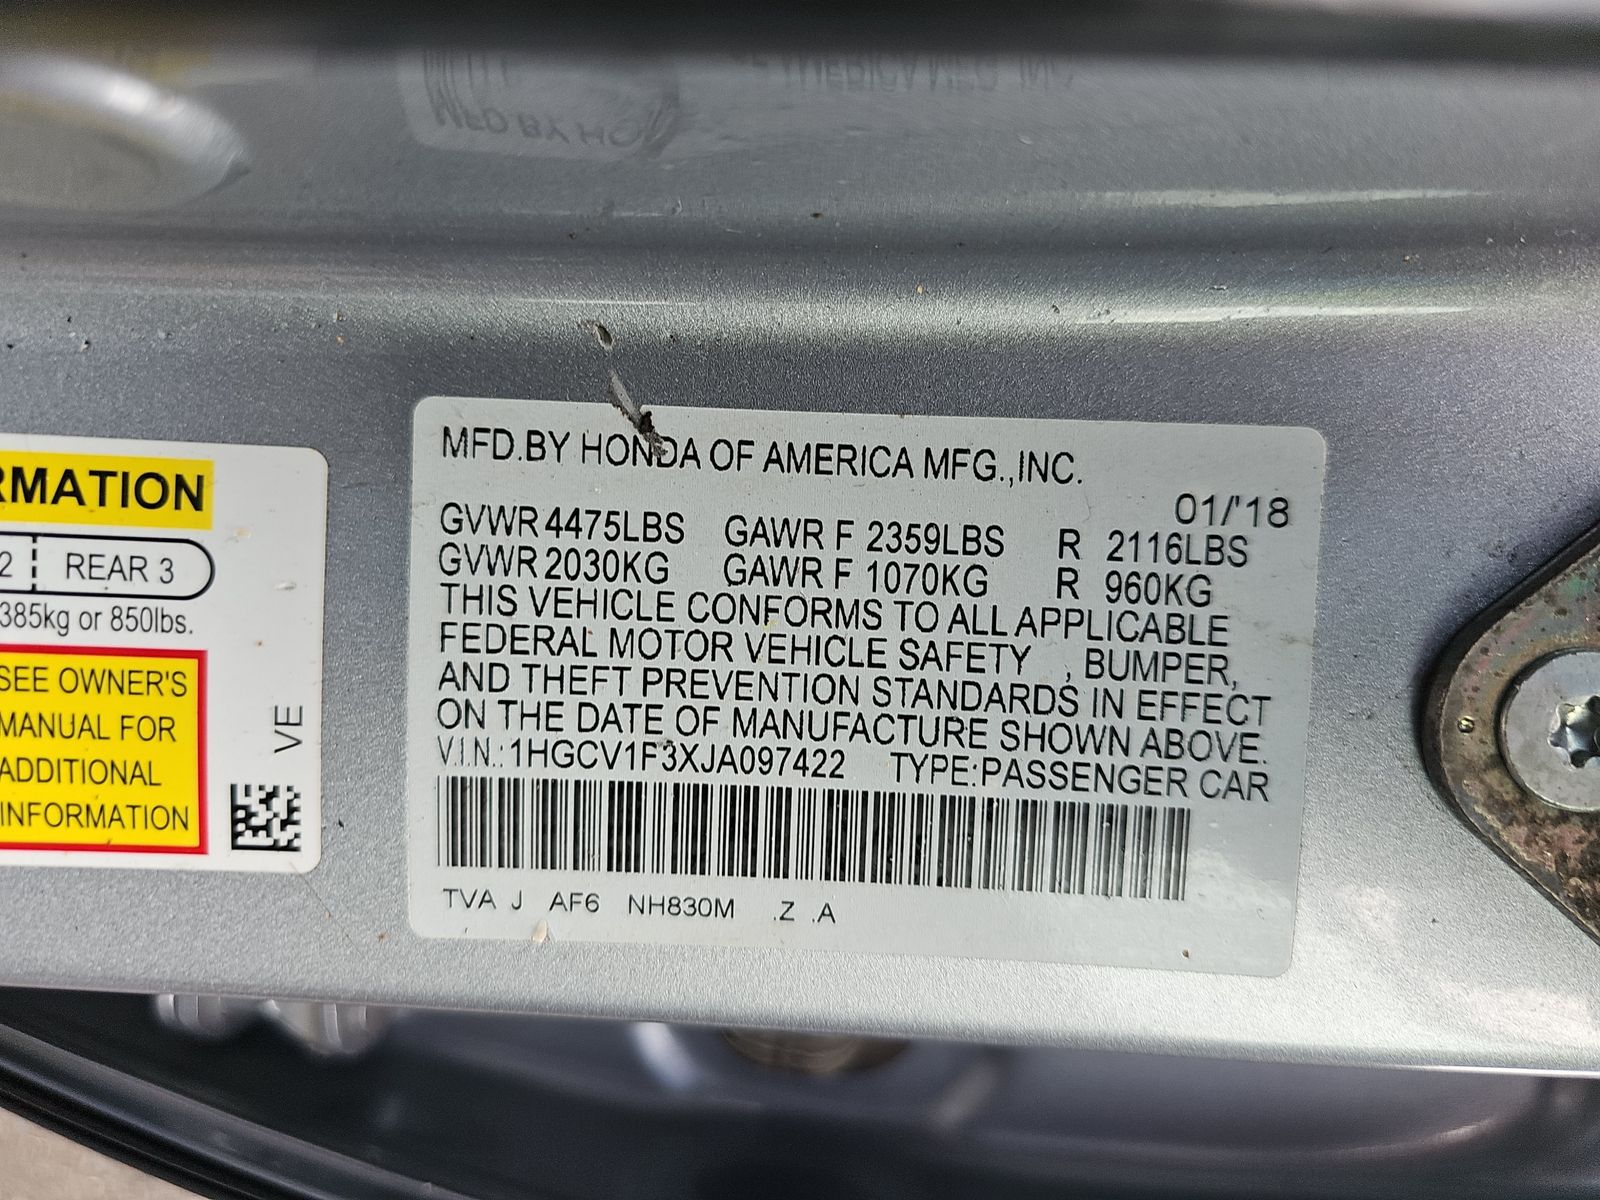 RMATION
2 REAR 3
385kg or 850lbs.
SEE OWNER'S
MANUAL FOR
ADDITIONAL
INFORMATION
VE
MFD.BY HONDA OF AMERICA MFG.,INC.
01/'18
GVWR 4475LBS GAWR F 2359LBS R 2116LBS
GVWR 2030KG GAWR F 1070KG R 960KG
THIS VEHICLE CONFORMS TO ALL APPLICABLE
FEDERAL MOTOR VEHICLE SAFETY , BUMPER,
AND THEFT PREVENTION STANDARDS IN EFFECT
ON THE DATE OF MANUFACTURE SHOWN ABOVE.
V.I.N.: 1HGCV1F3XJA097422 TYPE:PASSENGER CAR
TVA J AF6 NH830M .Z .A